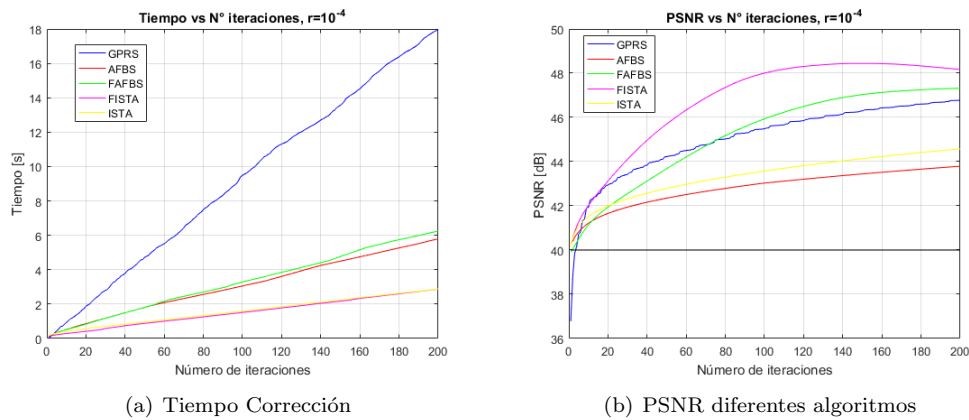 Tiempo vs N° iteraciones, r=10⁻⁴
18
16
14
12
10
8
6
4
2
0
Tiempo [s]
GPRS
AFBS
FAFBS
FISTA
ISTA
0 20 40 60 80 100 120 140 160 180 200
Número de iteraciones
(a) Tiempo Corrección
PSNR vs N° iteraciones, r=10⁻⁴
50
48
46
44
42
40
38
36
PSNR [dB]
GPRS
AFBS
FAFBS
FISTA
ISTA
0 20 40 60 80 100 120 140 160 180 200
Número de iteraciones
(b) PSNR diferentes algoritmos